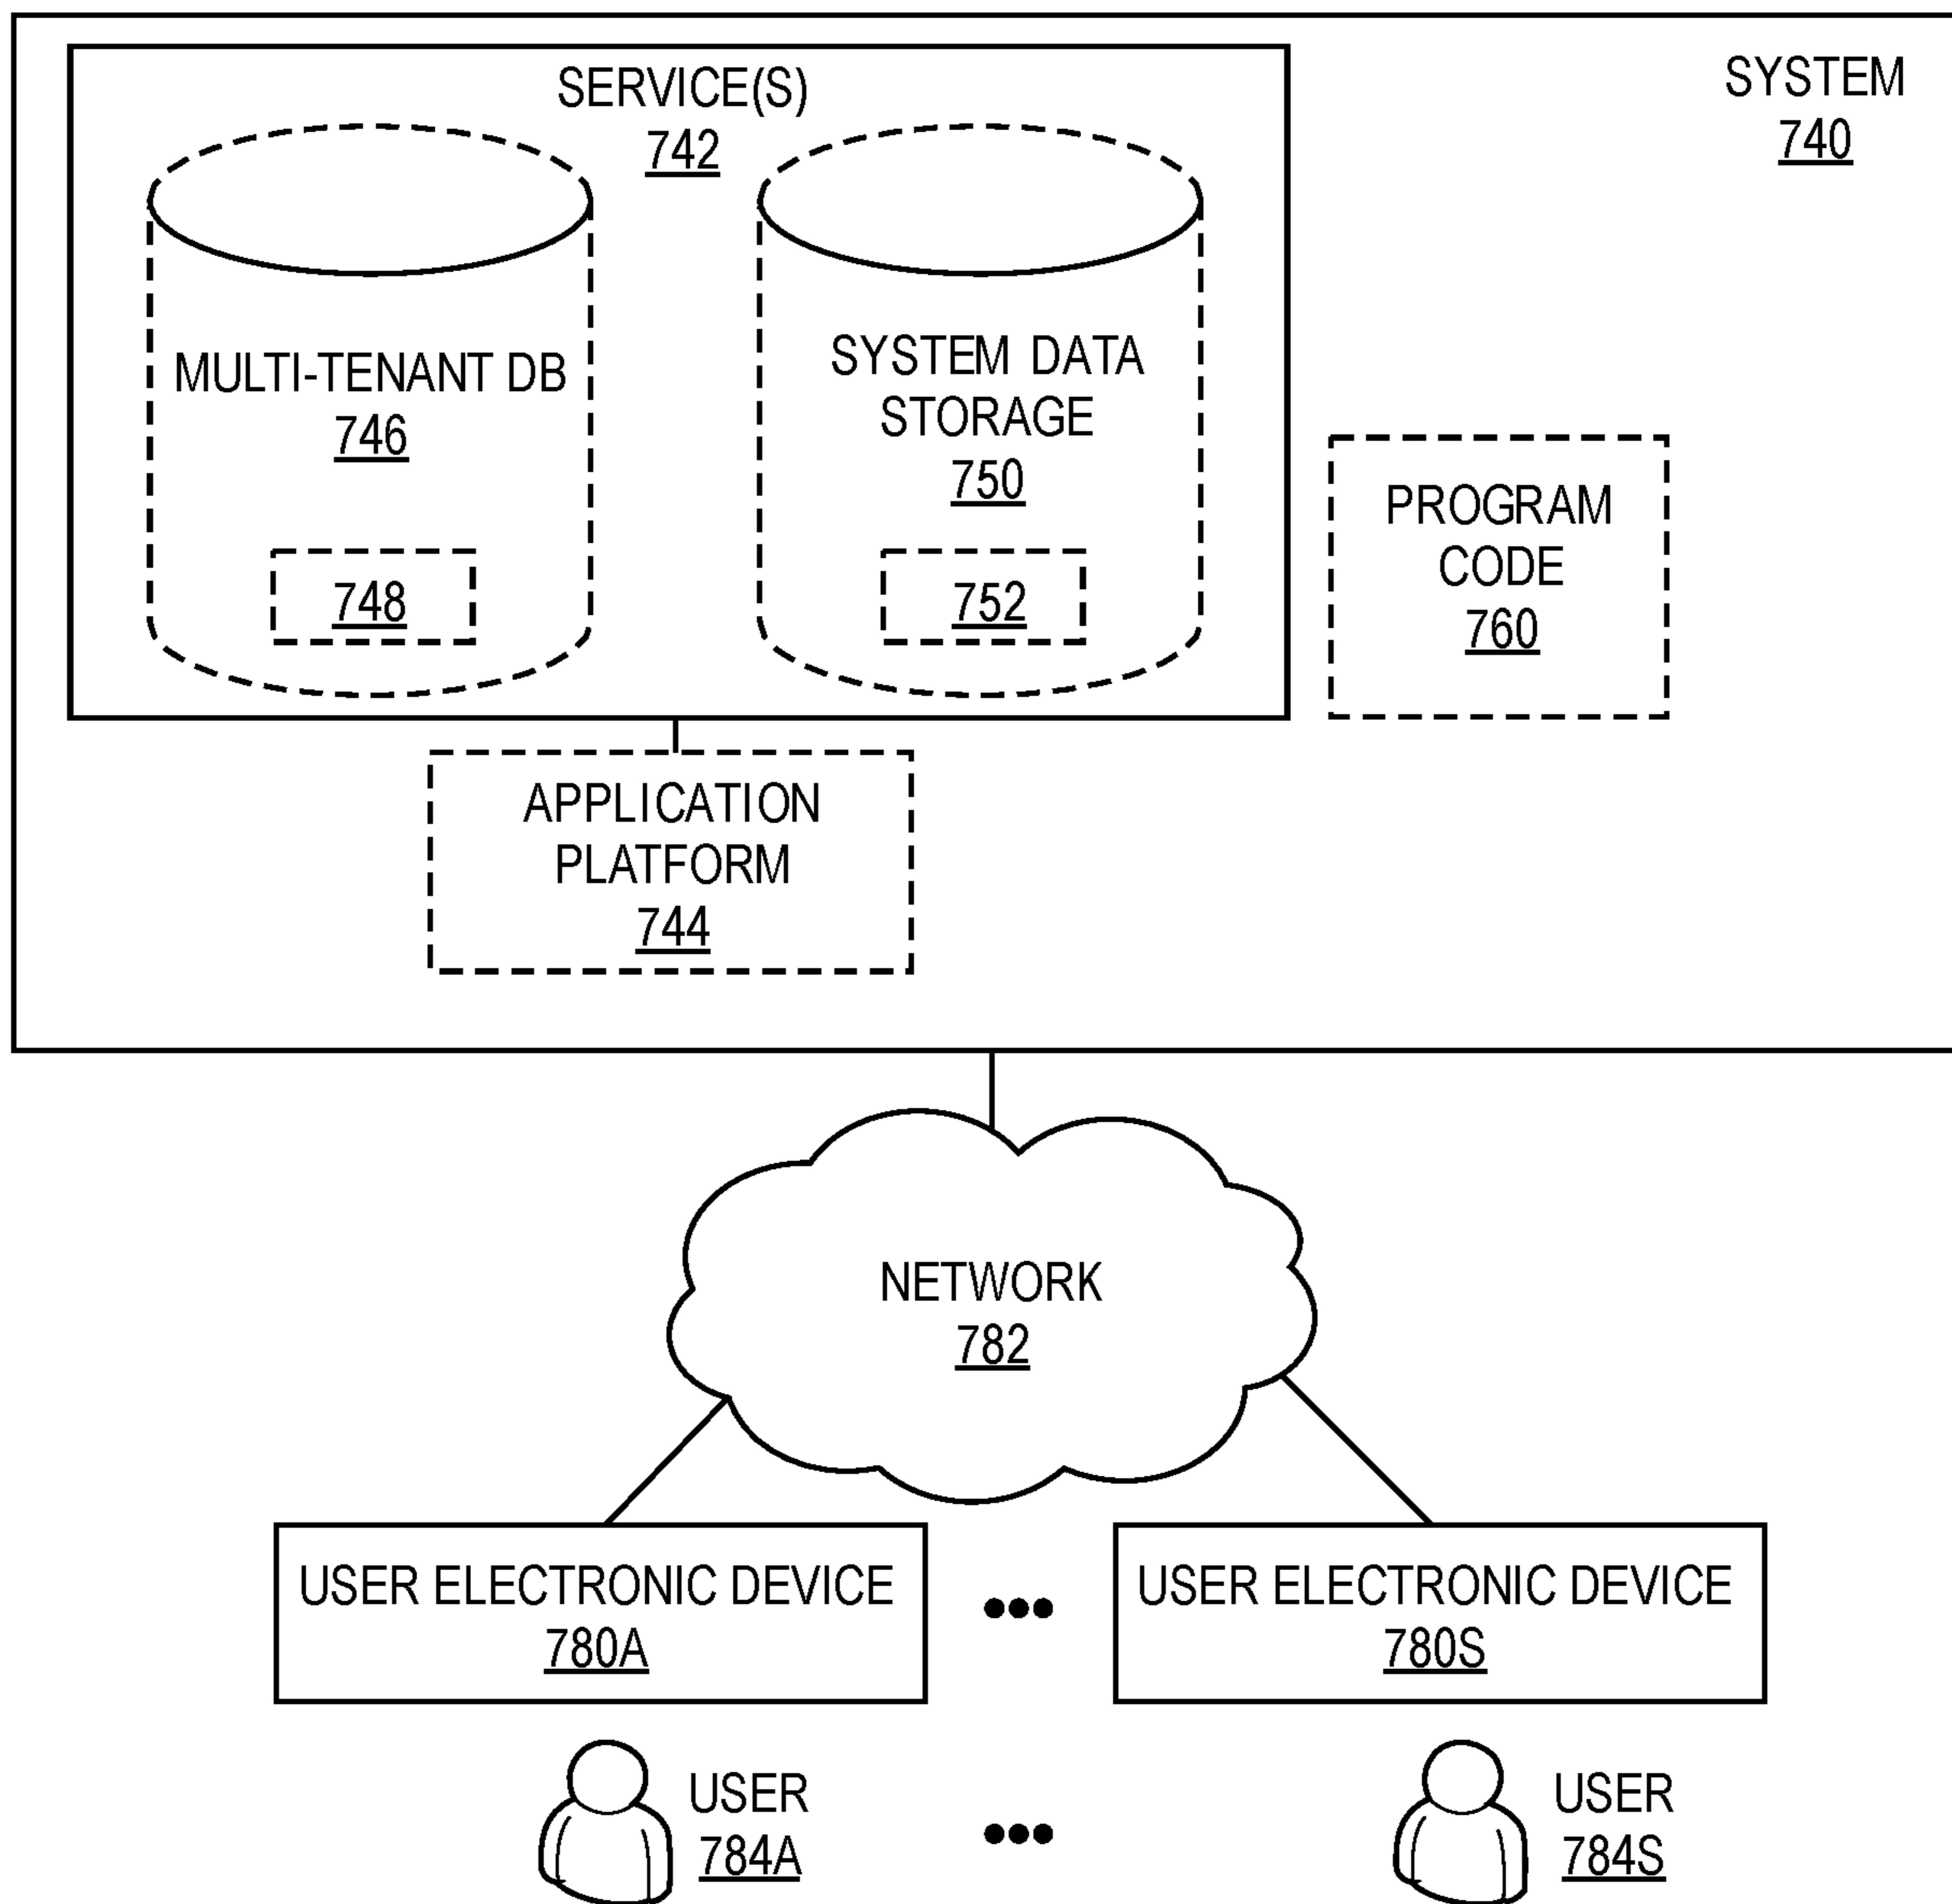 SERVICE(S)
742
SYSTEM
740
MULTI-TENANT DB
746
748
SYSTEM DATA
STORAGE
750
752
PROGRAM
CODE
760
APPLICATION
PLATFORM
744
NETWORK
782
USER ELECTRONIC DEVICE
780A
USER ELECTRONIC DEVICE
780S
USER
784A
USER
784S